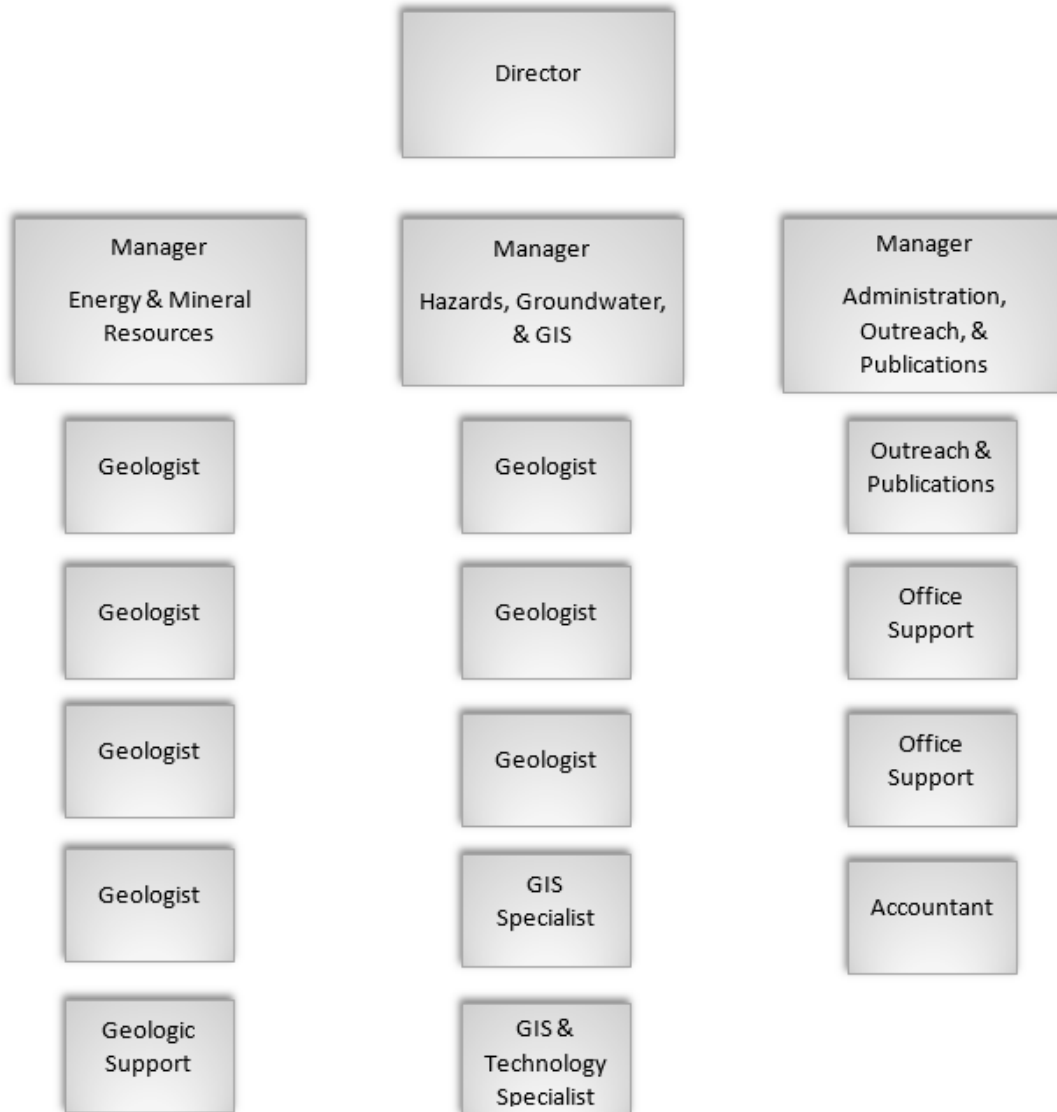 Director
Manager
Energy & Mineral
Resources
Manager
Hazards, Groundwater,
& GIS
Manager
Administration,
Outreach, &
Publications
Geologist
Geologist
Geologist
Geologist
Geologic
Support
Geologist
Geologist
Geologist
GIS
Specialist
GIS &
Technology
Specialist
Outreach &
Publications
Office
Support
Office
Support
Accountant